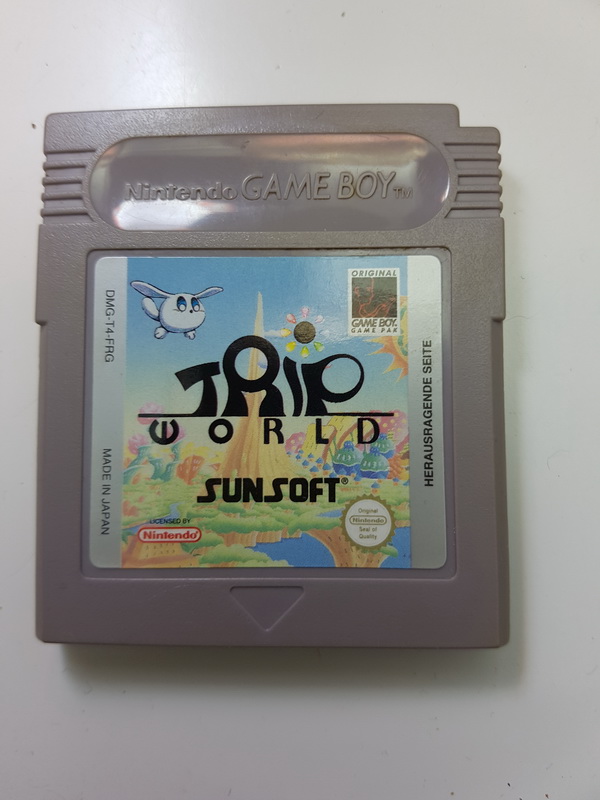 Nintendo GAME BOY TM
DMG-T4-FRG
MADE IN JAPAN
ORIGINAL
GAME BOY
GAME PAK
TRIP
WORLD
SUNSOFT®
LICENSED BY
Nintendo
Original
Nintendo
Seal of
Quality
HERAUSRAGENDE SEITE